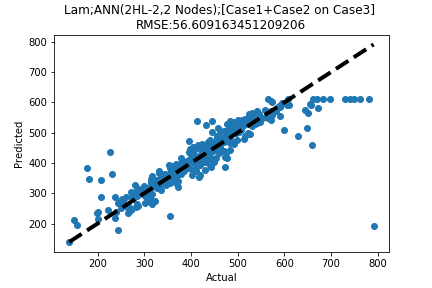 Lam;ANN(2HL-2,2 Nodes);[Case1+Case2 on Case3]
RMSE:56.609163451209206
800
700
600
500
400
300
200
Predicted
200 300 400 500 600 700 800
Actual